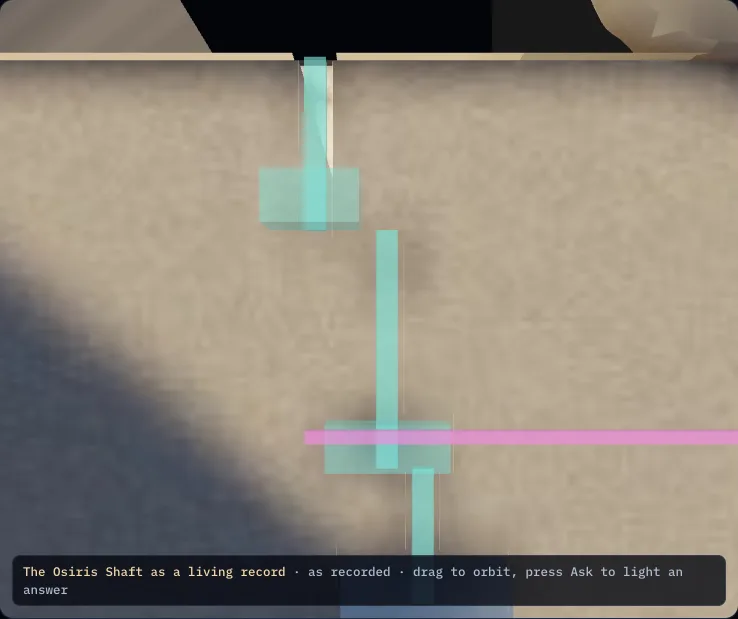 The Osiris Shaft as a living record · as recorded · drag to orbit, press Ask to light an
answer